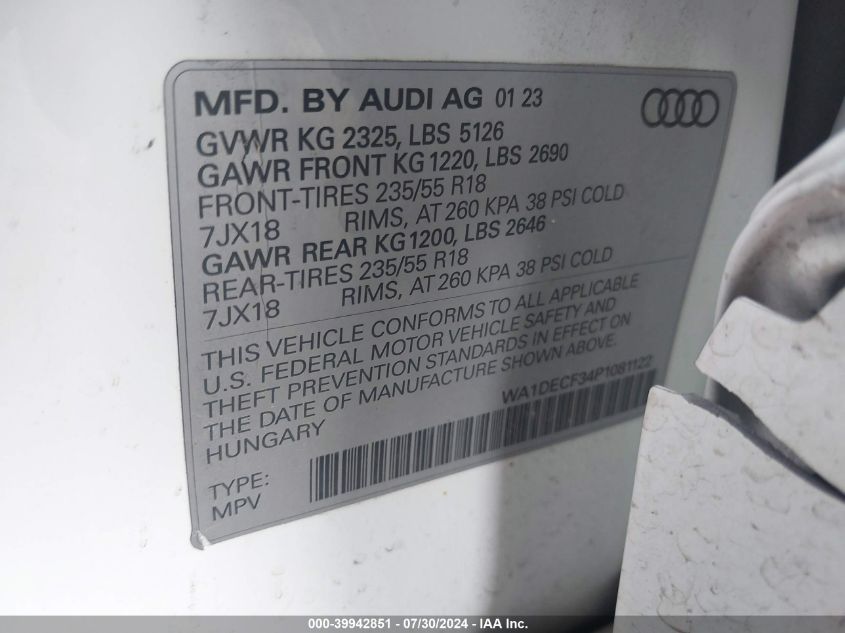 MFD. BY AUDI AG 01 23
GVWR KG 2325, LBS 5126
GAWR FRONT KG 1220, LBS 2690
FRONT-TIRES 235/55 R18
7JX18 RIMS, AT 260 KPA 38 PSI COLD
GAWR REAR KG 1200, LBS 2646
REAR-TIRES 235/55 R18
7JX18 RIMS, AT 260 KPA 38 PSI COLD
THIS VEHICLE CONFORMS TO ALL APPLICABLE
U.S. FEDERAL MOTOR VEHICLE SAFETY AND
THEFT PREVENTION STANDARDS IN EFFECT ON
THE DATE OF MANUFACTURE SHOWN ABOVE.
HUNGARY
WA1DECF34P1081122
TYPE:
MPV
000-39942851 / 07/30/2024 - IAA Inc.